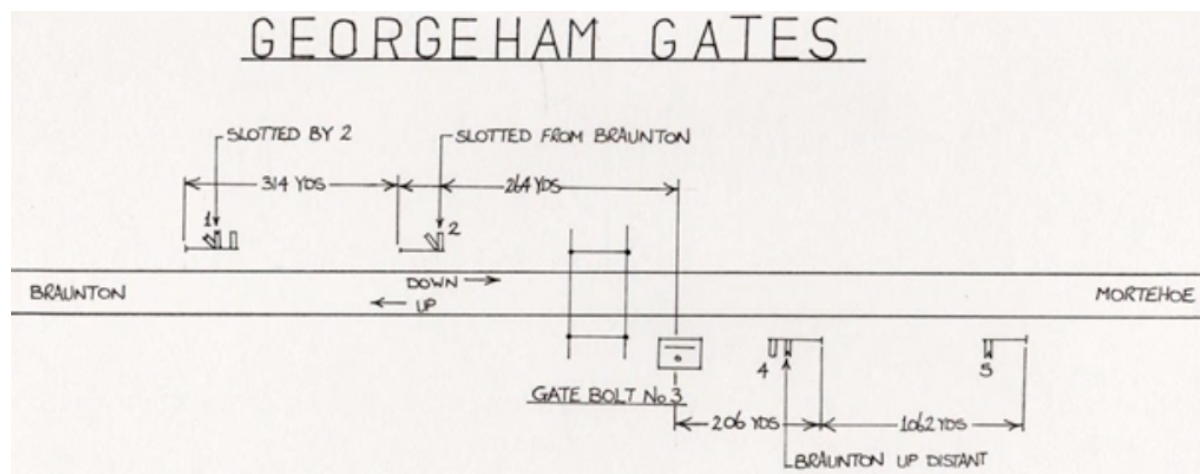 GEORGEHAM GATES
SLOTTED BY 2
SLOTTED FROM BRAUNTON
314 YDS
264 YDS
1
2
DOWN
UP
BRAUNTON
MORTEHOE
4
5
GATE BOLT No 3
206 YDS
1062 YDS
BRAUNTON UP DISTANT